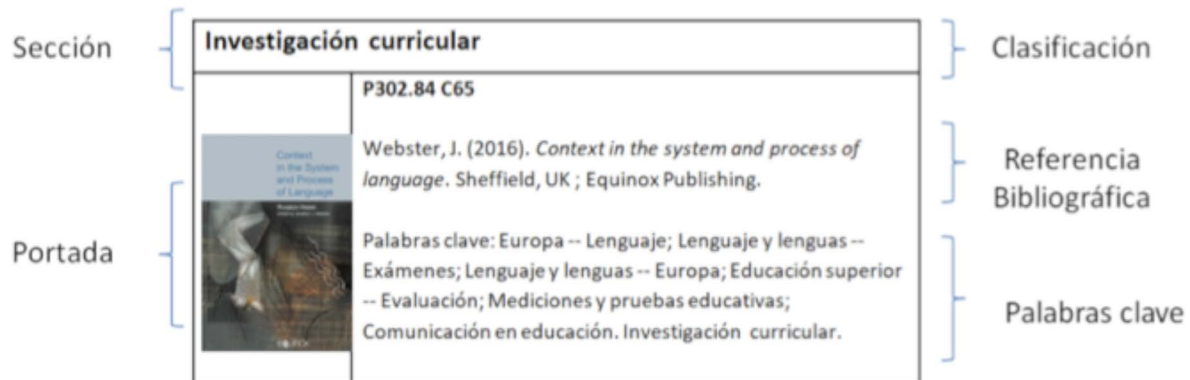 Sección
Investigación curricular
Clasificación
P302.84 C65
Context
in the System
and Process
of Language
Webster, J. (2016). Context in the system and process of
language. Sheffield, UK ; Equinox Publishing.
Referencia
Bibliográfica
Portada
Palabras clave: Europa -- Lenguaje; Lenguaje y lenguas --
Exámenes; Lenguaje y lenguas -- Europa; Educación superior
-- Evaluación; Mediciones y pruebas educativas;
Comunicación en educación. Investigación curricular.
Palabras clave